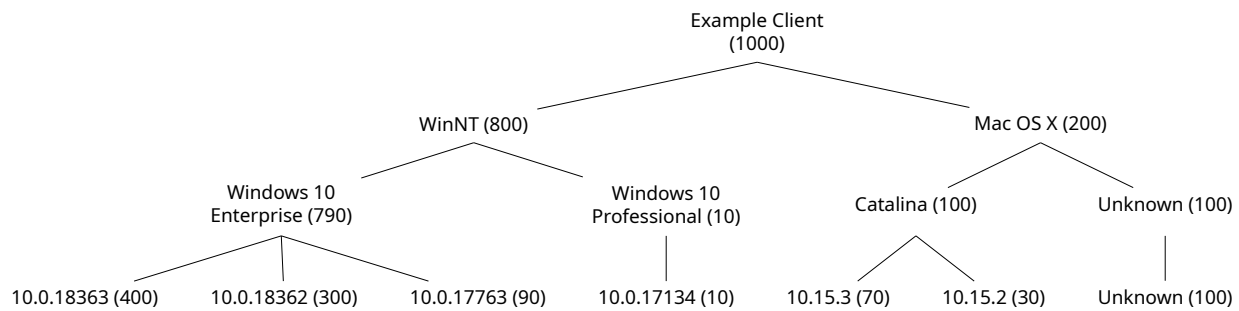 Example Client
(1000)
WinNT (800)
Mac OS X (200)
Windows 10
Enterprise (790)
Windows 10
Professional (10)
Catalina (100)
Unknown (100)
10.0.18363 (400)
10.0.18362 (300)
10.0.17763 (90)
10.0.17134 (10)
10.15.3 (70)
10.15.2 (30)
Unknown (100)